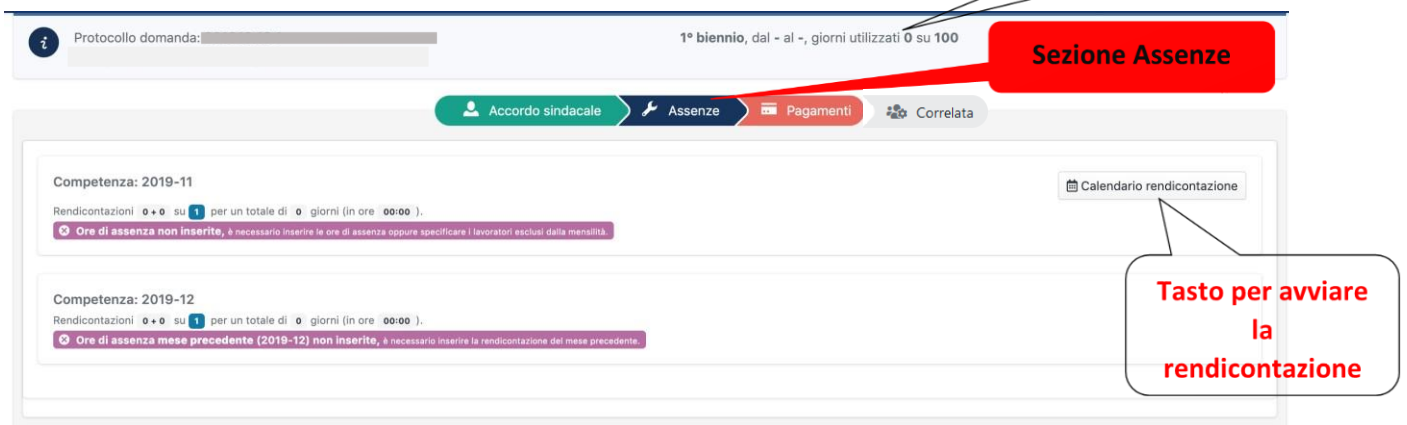 Protocollo domanda:
1º biennio, dal - al -, giorni utilizzati 0 su 100
Sezione Assenze
Accordo sindacale
Assenze
Pagamenti
Correlata
Competenza: 2019-11
Calendario rendicontazione
Rendicontazioni 0 + 0 su 1 per un totale di 0 giorni (in ore 00:00 ).
Ore di assenza non inserite, è necessario inserire le ore di assenza oppure specificare i lavoratori esclusi dalla mensilità.
Tasto per avviare
la
rendicontazione
Competenza: 2019-12
Rendicontazioni 0 + 0 su 1 per un totale di 0 giorni (in ore 00:00 ).
Ore di assenza mese precedente (2019-12) non inserite, è necessario inserire la rendicontazione del mese precedente.